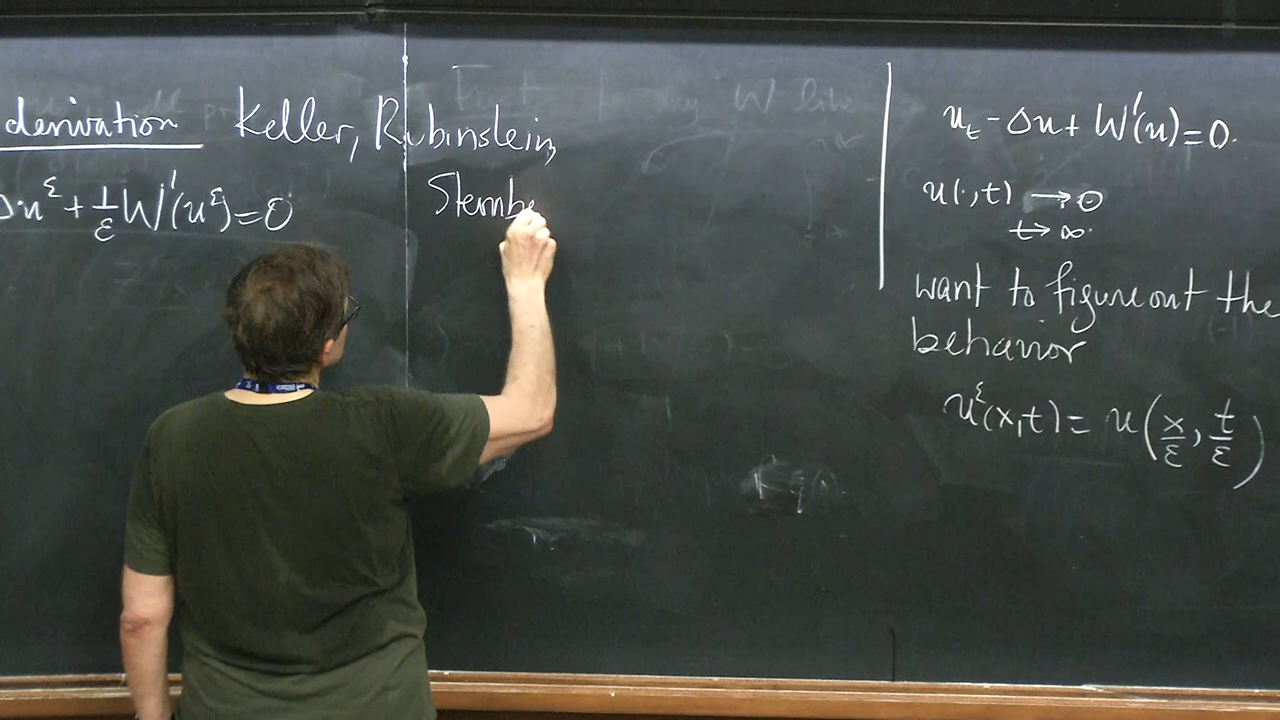 derivation Keller, Rubinstein,
Sternbe
Δu^ε + 1/ε W'(u^ε) = 0
u_t - Δu + W'(u) = 0.
u(·,t) → 0
t → ∞.
want to figure out the
behavior
u^ε(x,t) = u(x/ε, t/ε)